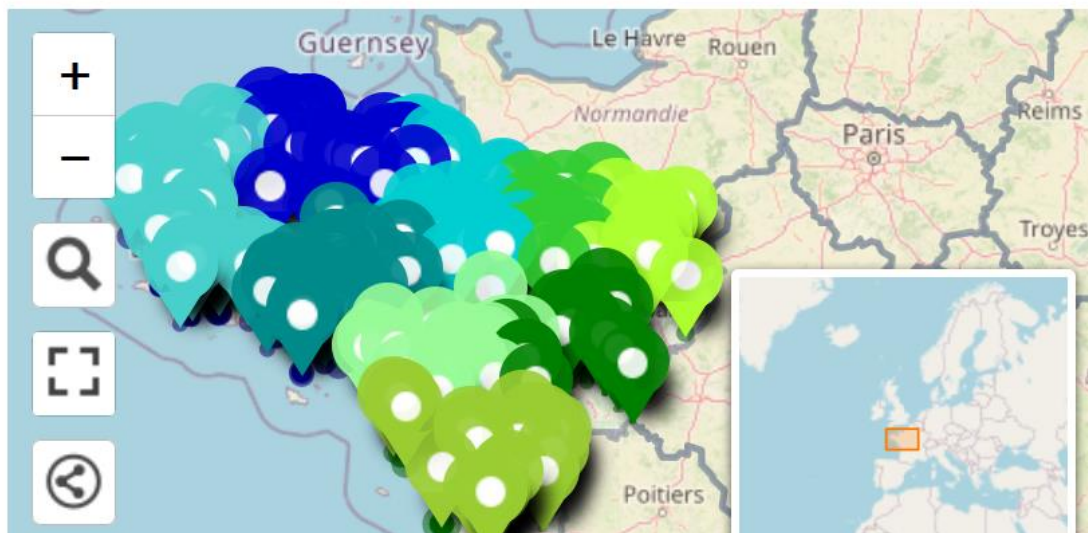 Guernsey
Le Havre
Rouen
+
Normandie
Reims
Paris
−
Troyes
Poitiers